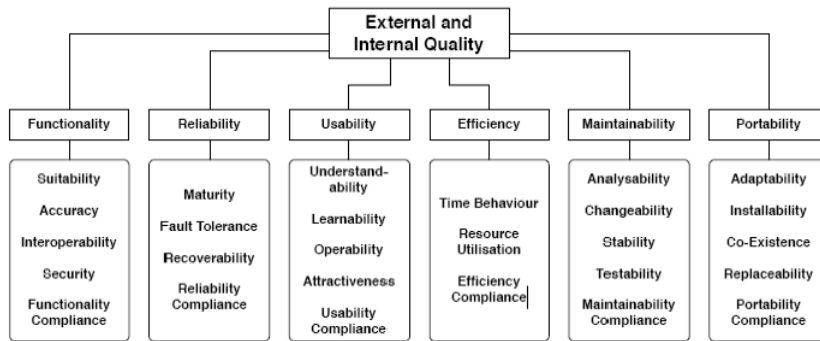 External and
Internal Quality
Functionality
Reliability
Usability
Efficiency
Maintainability
Portability
Suitability
Accuracy
Interoperability
Security
Functionality
Compliance
Maturity
Fault Tolerance
Recoverability
Reliability
Compliance
Understand-
ability
Learnability
Operability
Attractiveness
Usability
Compliance
Time Behaviour
Resource
Utilisation
Efficiency
Compliance
Analysability
Changeability
Stability
Testability
Maintainability
Compliance
Adaptability
Installability
Co-Existence
Replaceability
Portability
Compliance